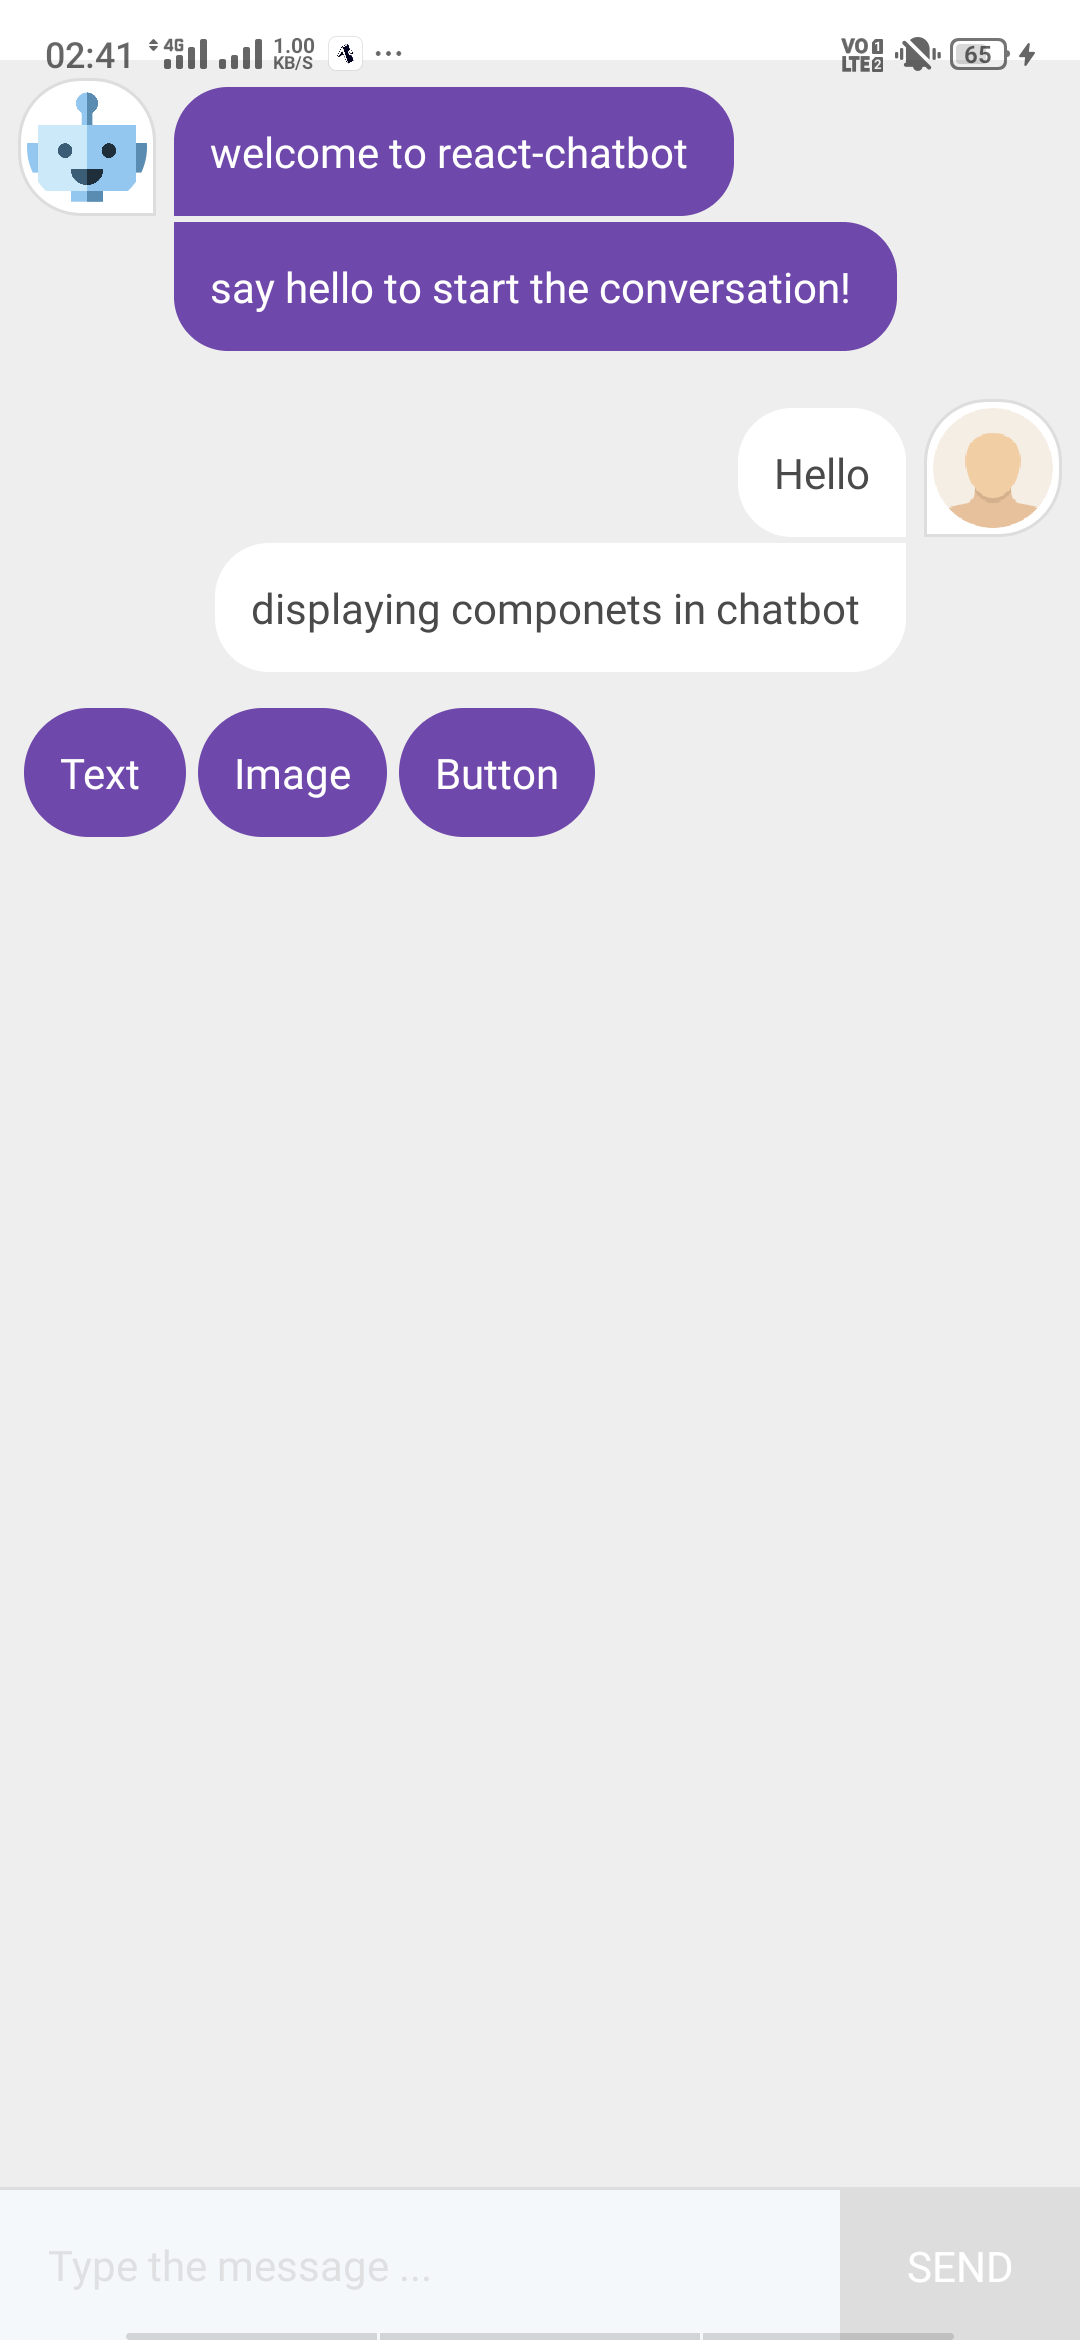 02:41 4G 1.00 KB/S ... VO 1 LTE 2 65
welcome to react-chatbot
say hello to start the conversation!
Hello
displaying componets in chatbot
Text Image Button
Type the message ... SEND